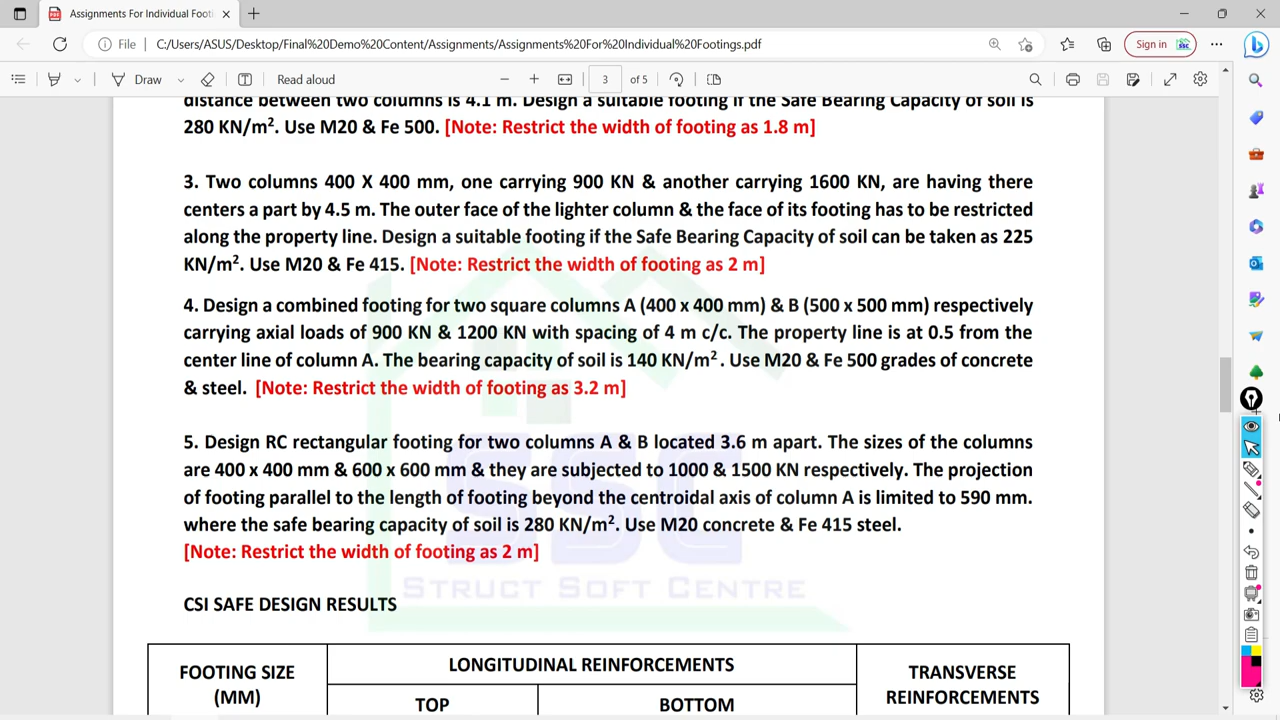 Assignments For Individual Footi
File
C:/Users/ASUS/Desktop/Final%20Demo%20Content/Assignments/Assignments%20For%20Individual%20Footings.pdf
Sign in
SSC
Draw
Read aloud
3
of 5
distance between two columns is 4.1 m. Design a suitable footing if the Safe Bearing Capacity of soil is
280 KN/m². Use M20 & Fe 500. [Note: Restrict the width of footing as 1.8 m]
3. Two columns 400 X 400 mm, one carrying 900 KN & another carrying 1600 KN, are having there
centers a part by 4.5 m. The outer face of the lighter column & the face of its footing has to be restricted
along the property line. Design a suitable footing if the Safe Bearing Capacity of soil can be taken as 225
KN/m². Use M20 & Fe 415. [Note: Restrict the width of footing as 2 m]
4. Design a combined footing for two square columns A (400 x 400 mm) & B (500 x 500 mm) respectively
carrying axial loads of 900 KN & 1200 KN with spacing of 4 m c/c. The property line is at 0.5 from the
center line of column A. The bearing capacity of soil is 140 KN/m² . Use M20 & Fe 500 grades of concrete
& steel. [Note: Restrict the width of footing as 3.2 m]
5. Design RC rectangular footing for two columns A & B located 3.6 m apart. The sizes of the columns
are 400 x 400 mm & 600 x 600 mm & they are subjected to 1000 & 1500 KN respectively. The projection
of footing parallel to the length of footing beyond the centroidal axis of column A is limited to 590 mm.
where the safe bearing capacity of soil is 280 KN/m². Use M20 concrete & Fe 415 steel.
[Note: Restrict the width of footing as 2 m]
SSC
STRUCT SOFT CENTRE
CSI SAFE DESIGN RESULTS
FOOTING SIZE
(MM)
LONGITUDINAL REINFORCEMENTS
TOP
BOTTOM
TRANSVERSE
REINFORCEMENTS